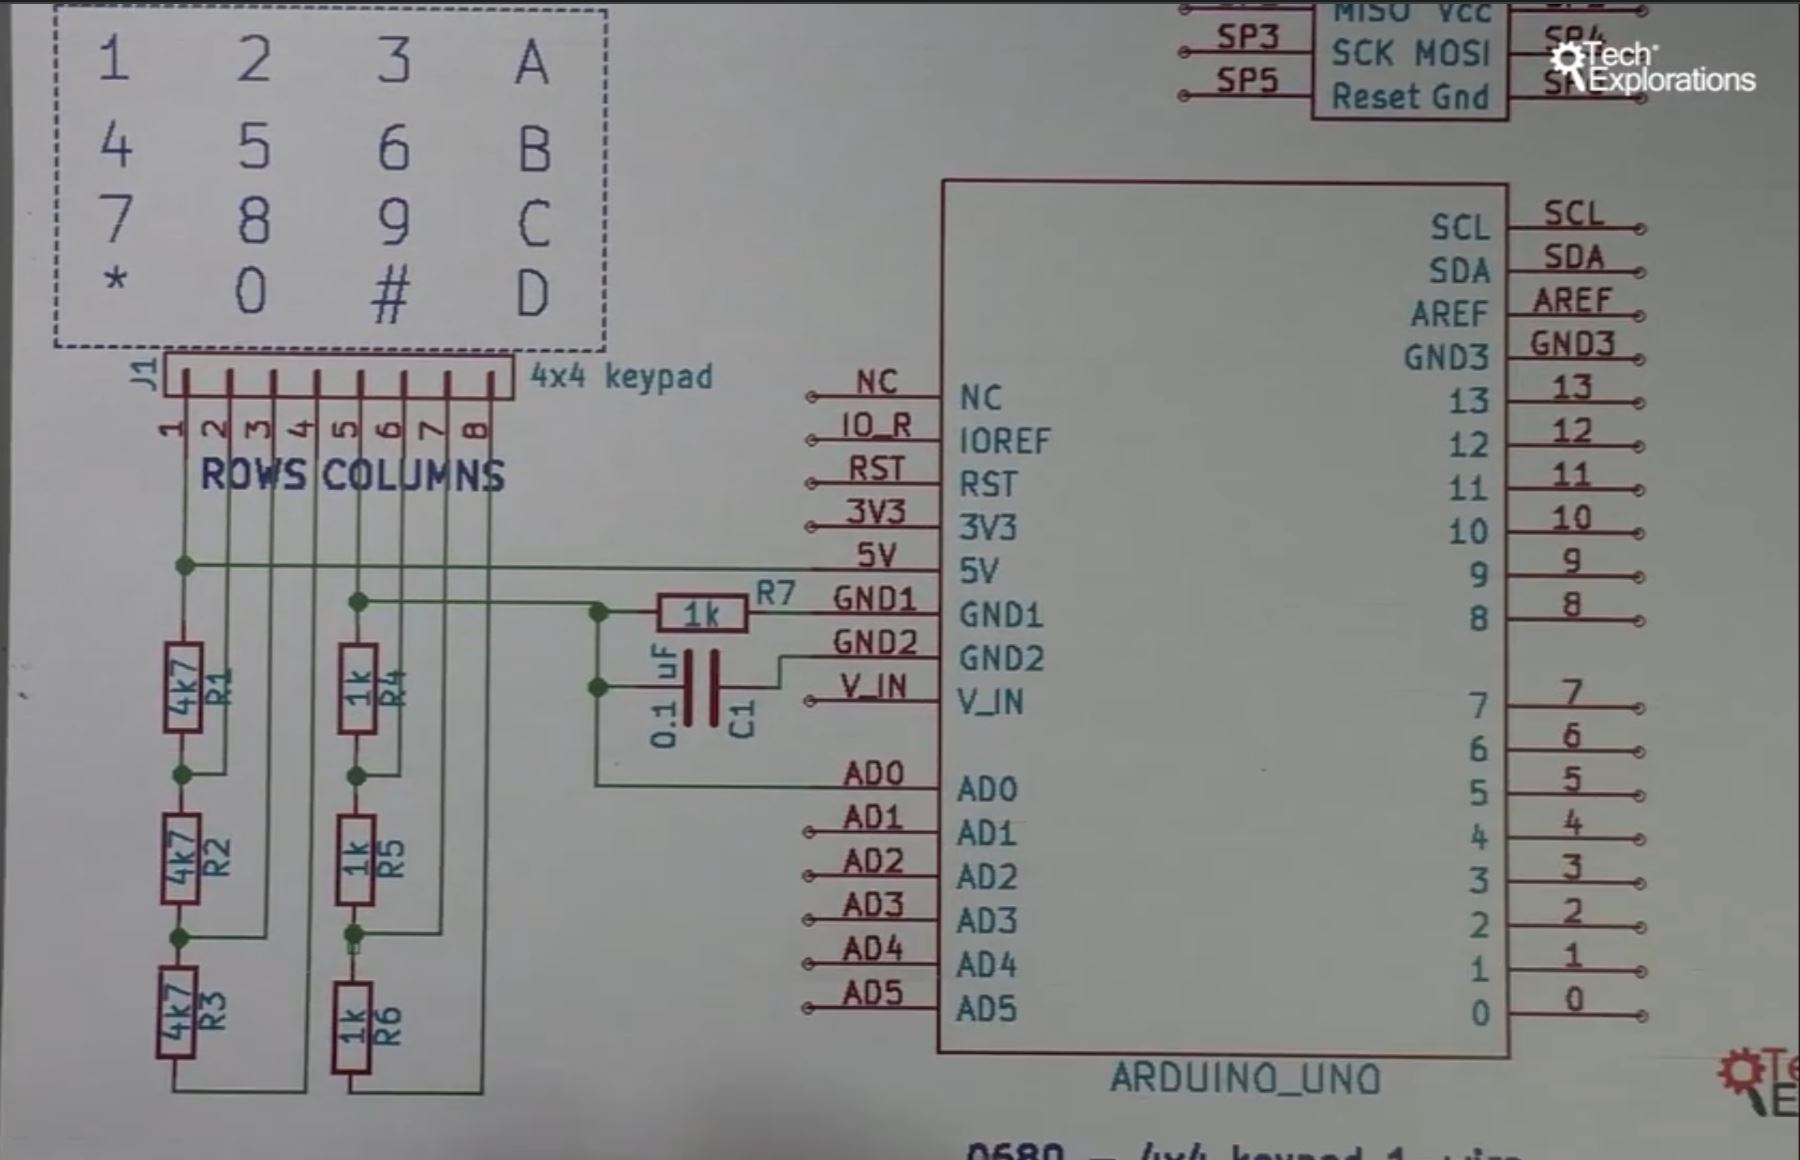 1 2 3 A
4 5 6 B
7 8 9 C
* 0 # D
J1
4x4 keypad
1 2 3 4 5 6 7 8
ROWS COLUMNS
4k7 R1
4k7 R2
4k7 R3
1k R4
1k R5
1k R6
1k R7
0.1 uF
C1
MISO Vcc
SP3 SCK MOSI SP4
SP5 Reset Gnd
Tech
Explorations
NC NC
IO_R IOREF
RST RST
3V3 3V3
5V 5V
GND1 GND1
GND2 GND2
V_IN V_IN
AD0 AD0
AD1 AD1
AD2 AD2
AD3 AD3
AD4 AD4
AD5 AD5
SCL SCL
SDA SDA
AREF AREF
GND3 GND3
13 13
12 12
11 11
10 10
9 9
8 8
7 7
6 6
5 5
4 4
3 3
2 2
1 1
0 0
ARDUINO_UNO
0680 - 4x4 keypad 1 wire